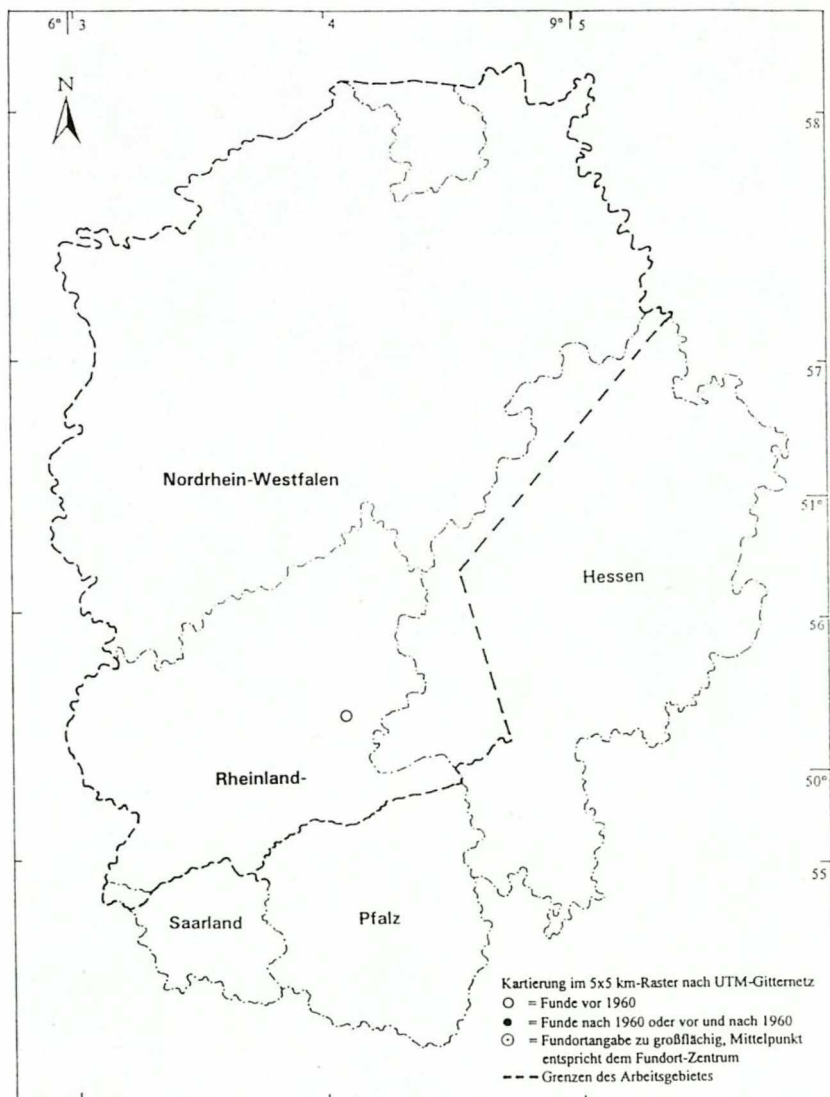 6° 3 4 9° 5
N
58
57
Nordrhein-Westfalen
51°
Hessen
56
Rheinland-
50°
55
Saarland Pfalz
Kartierung im 5x5 km-Raster nach UTM-Gitternetz
○ = Funde vor 1960
● = Funde nach 1960 oder vor und nach 1960
⊙ = Fundortangabe zu großflächig, Mittelpunkt
entspricht dem Fundort-Zentrum
--- Grenzen des Arbeitsgebietes